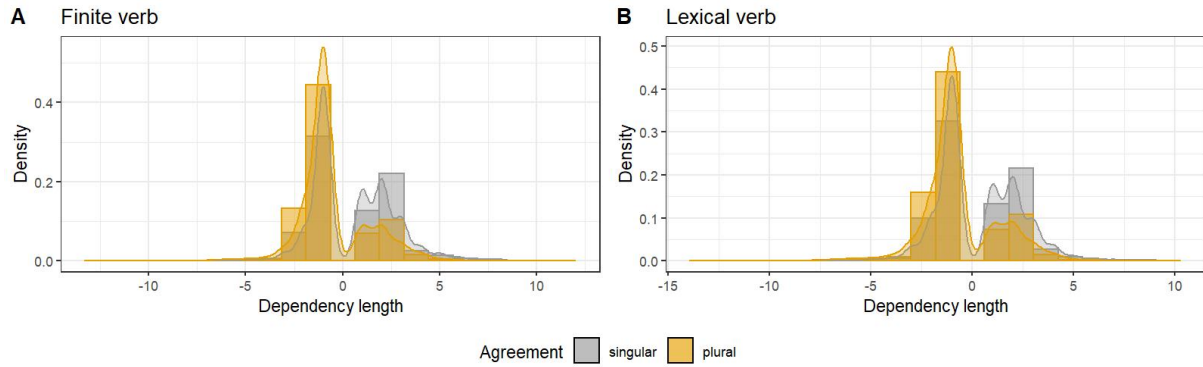 A Finite verb
0.4
0.2
0.0
Density
-10 -5 0 5 10
Dependency length
B Lexical verb
0.5
0.4
0.3
0.2
0.1
0.0
Density
-15 -10 -5 0 5 10
Dependency length
Agreement singular plural